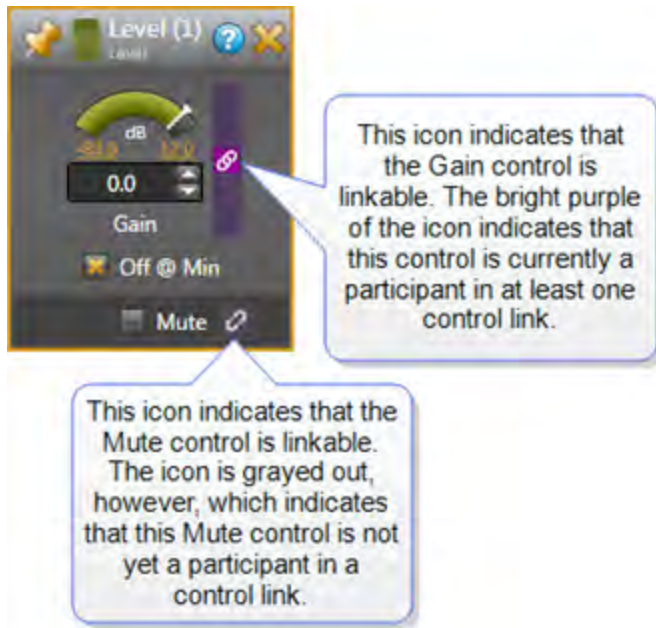 Level (1)
Level
dB
12.0
0.0
Gain
Off @ Min
Mute
This icon indicates that
the Gain control is
linkable. The bright purple
of the icon indicates that
this control is currently a
participant in at least one
control link.
This icon indicates that the
Mute control is linkable.
The icon is grayed out,
however, which indicates
that this Mute control is not
yet a participant in a
control link.